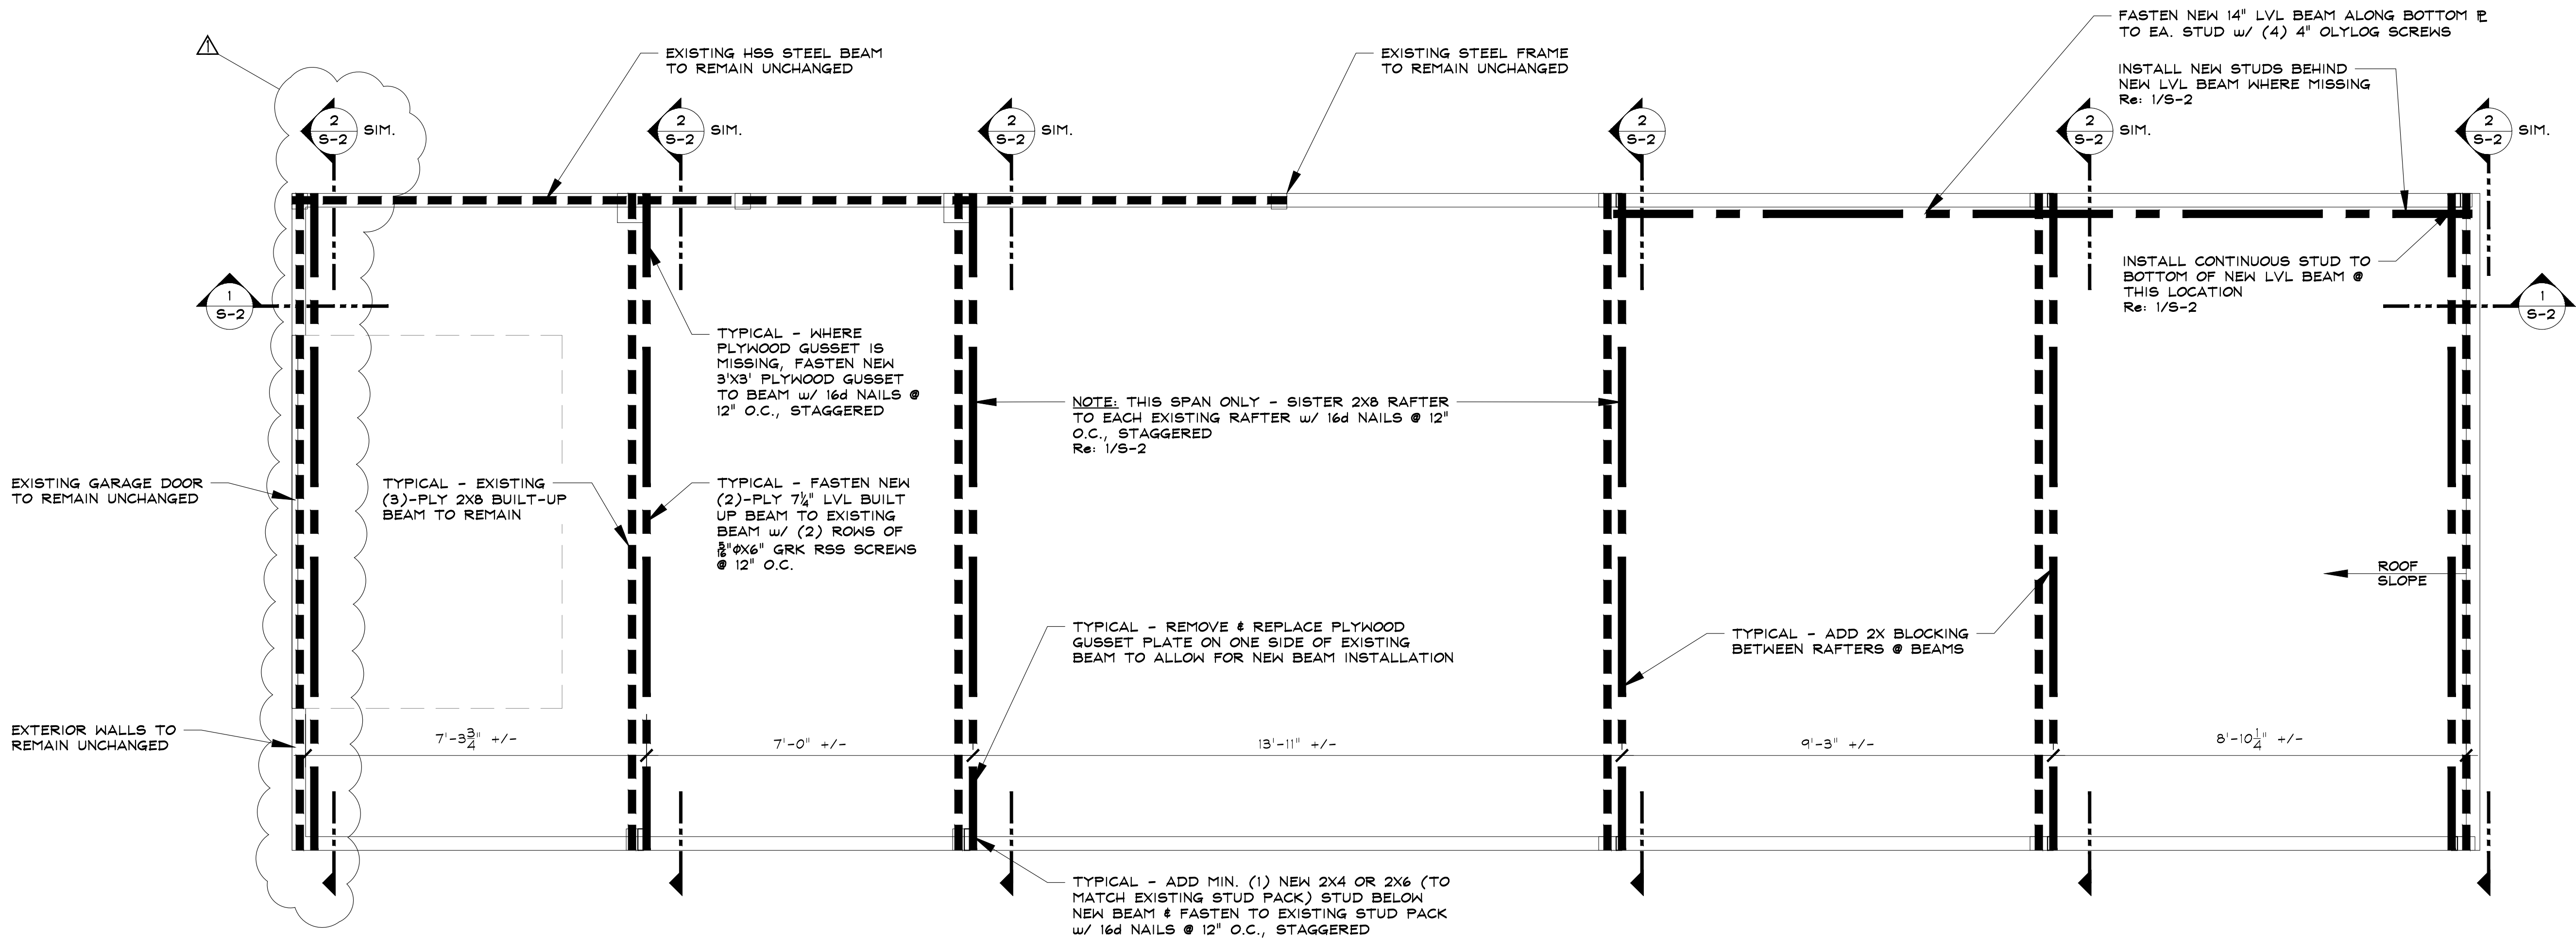 1
EXISTING HSS STEEL BEAM
TO REMAIN UNCHANGED
EXISTING STEEL FRAME
TO REMAIN UNCHANGED
FASTEN NEW 14" LVL BEAM ALONG BOTTOM ⅊
TO EA. STUD w/ (4) 4" OLYLOG SCREWS
INSTALL NEW STUDS BEHIND
NEW LVL BEAM WHERE MISSING
Re: 1/S-2
2
S-2
SIM.
2
S-2
SIM.
2
S-2
SIM.
2
S-2
2
S-2
SIM.
2
S-2
SIM.
1
S-2
INSTALL CONTINUOUS STUD TO
BOTTOM OF NEW LVL BEAM @
THIS LOCATION
Re: 1/S-2
1
S-2
TYPICAL - WHERE
PLYWOOD GUSSET IS
MISSING, FASTEN NEW
3'X3' PLYWOOD GUSSET
TO BEAM w/ 16d NAILS @
12" O.C., STAGGERED
NOTE: THIS SPAN ONLY - SISTER 2X8 RAFTER
TO EACH EXISTING RAFTER w/ 16d NAILS @ 12"
O.C., STAGGERED
Re: 1/S-2
EXISTING GARAGE DOOR
TO REMAIN UNCHANGED
TYPICAL - EXISTING
(3)-PLY 2X8 BUILT-UP
BEAM TO REMAIN
TYPICAL - FASTEN NEW
(2)-PLY 7¼" LVL BUILT
UP BEAM TO EXISTING
BEAM w/ (2) ROWS OF
5/16"ΦX6" GRK RSS SCREWS
@ 12" O.C.
ROOF
SLOPE
TYPICAL - REMOVE & REPLACE PLYWOOD
GUSSET PLATE ON ONE SIDE OF EXISTING
BEAM TO ALLOW FOR NEW BEAM INSTALLATION
TYPICAL - ADD 2X BLOCKING
BETWEEN RAFTERS @ BEAMS
EXTERIOR WALLS TO
REMAIN UNCHANGED
7'-3¾" +/-
7'-0" +/-
13'-11" +/-
9'-3" +/-
8'-10¼" +/-
TYPICAL - ADD MIN. (1) NEW 2X4 OR 2X6 (TO
MATCH EXISTING STUD PACK) STUD BELOW
NEW BEAM & FASTEN TO EXISTING STUD PACK
w/ 16d NAILS @ 12" O.C., STAGGERED